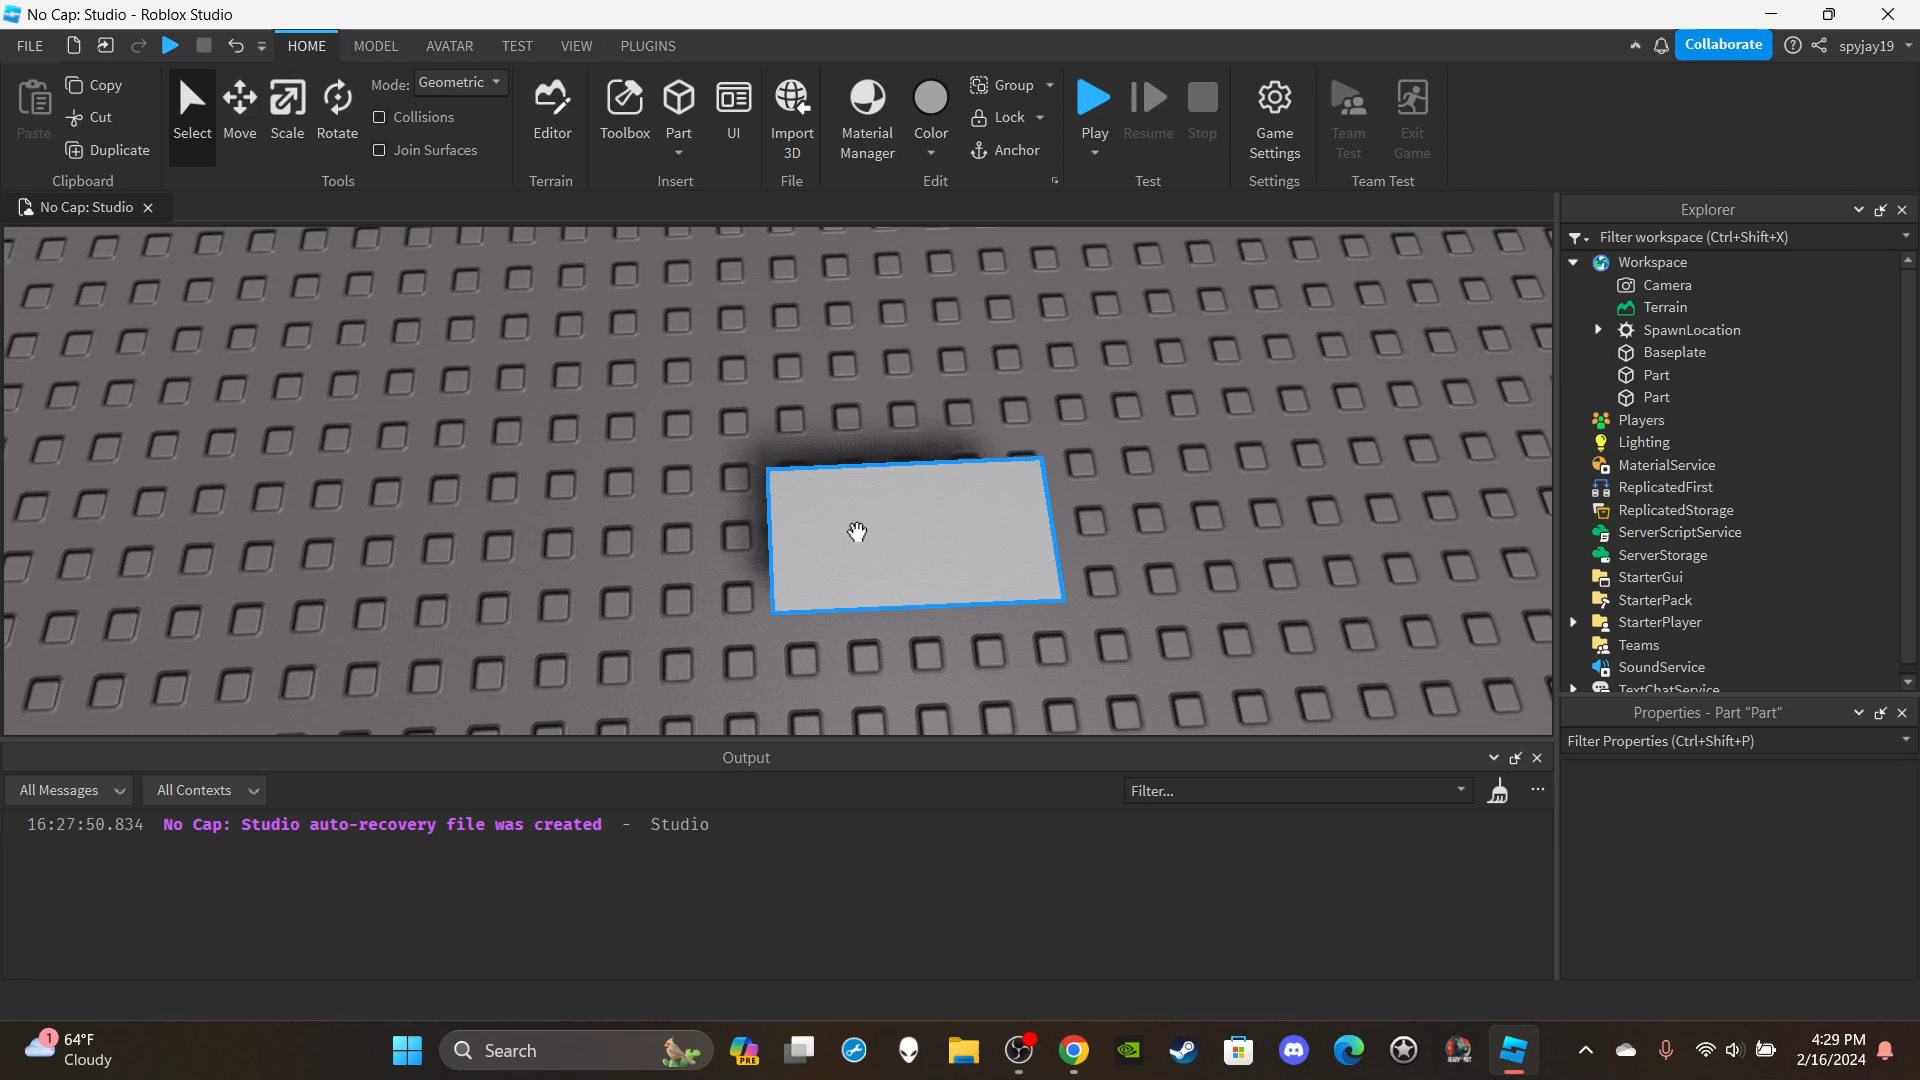 No Cap: Studio - Roblox Studio
FILE HOME MODEL AVATAR TEST VIEW PLUGINS Collaborate spyjay19
Paste Copy Cut Duplicate Clipboard
Select Move Scale Rotate Mode: Geometric Collisions Join Surfaces Tools
Editor Terrain
Toolbox Part UI Insert
Import 3D File
Material Manager Color Group Lock Anchor Edit
Play Resume Stop Test
Game Settings Settings
Team Test Exit Game Team Test
No Cap: Studio
Explorer
Filter workspace (Ctrl+Shift+X)
Workspace
Camera
Terrain
SpawnLocation
Baseplate
Part
Part
Players
Lighting
MaterialService
ReplicatedFirst
ReplicatedStorage
ServerScriptService
ServerStorage
StarterGui
StarterPack
StarterPlayer
Teams
SoundService
TextChatService
Properties - Part "Part"
Filter Properties (Ctrl+Shift+P)
Output
All Messages All Contexts Filter...
16:27:50.834 No Cap: Studio auto-recovery file was created - Studio
1 64°F
Cloudy
Search
PRE
4:29 PM
2/16/2024